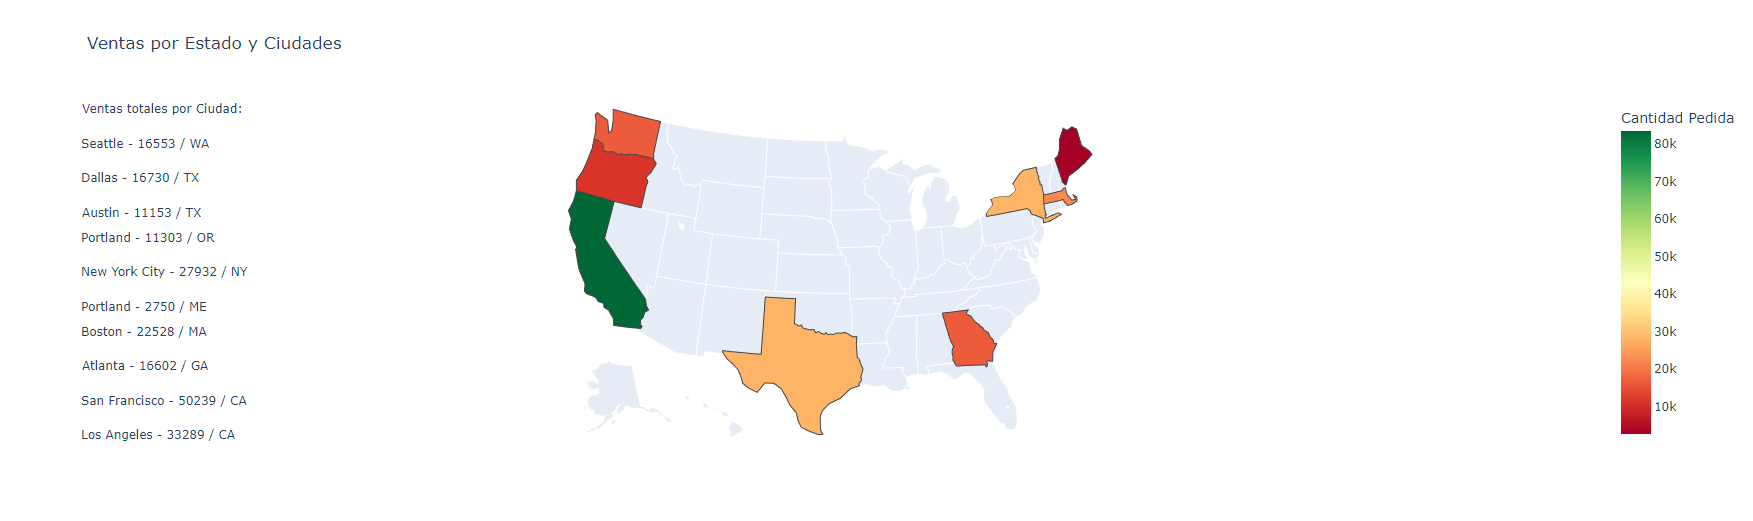 Ventas por Estado y Ciudades
Ventas totales por Ciudad:
Seattle - 16553 / WA
Dallas - 16730 / TX
Austin - 11153 / TX
Portland - 11303 / OR
New York City - 27932 / NY
Portland - 2750 / ME
Boston - 22528 / MA
Atlanta - 16602 / GA
San Francisco - 50239 / CA
Los Angeles - 33289 / CA
Cantidad Pedida
80k
70k
60k
50k
40k
30k
20k
10k